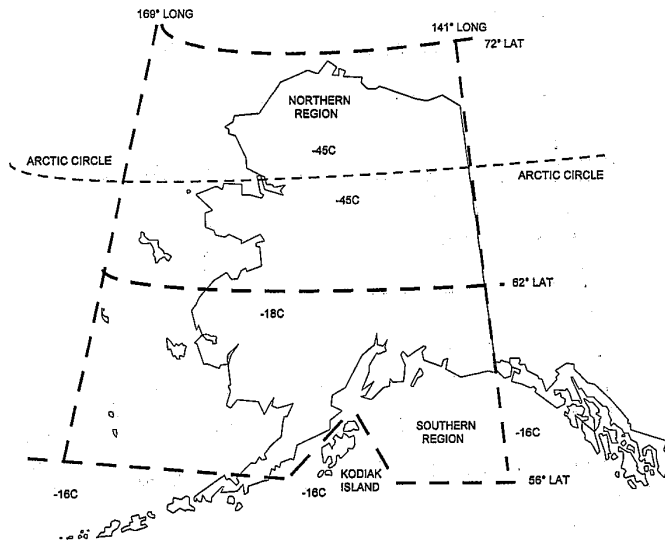 169° LONG
141° LONG
72° LAT
NORTHERN
REGION
-45C
ARCTIC CIRCLE
ARCTIC CIRCLE
-45C
62° LAT
-18C
SOUTHERN
REGION
-16C
KODIAK
ISLAND
-16C
-16C
56° LAT